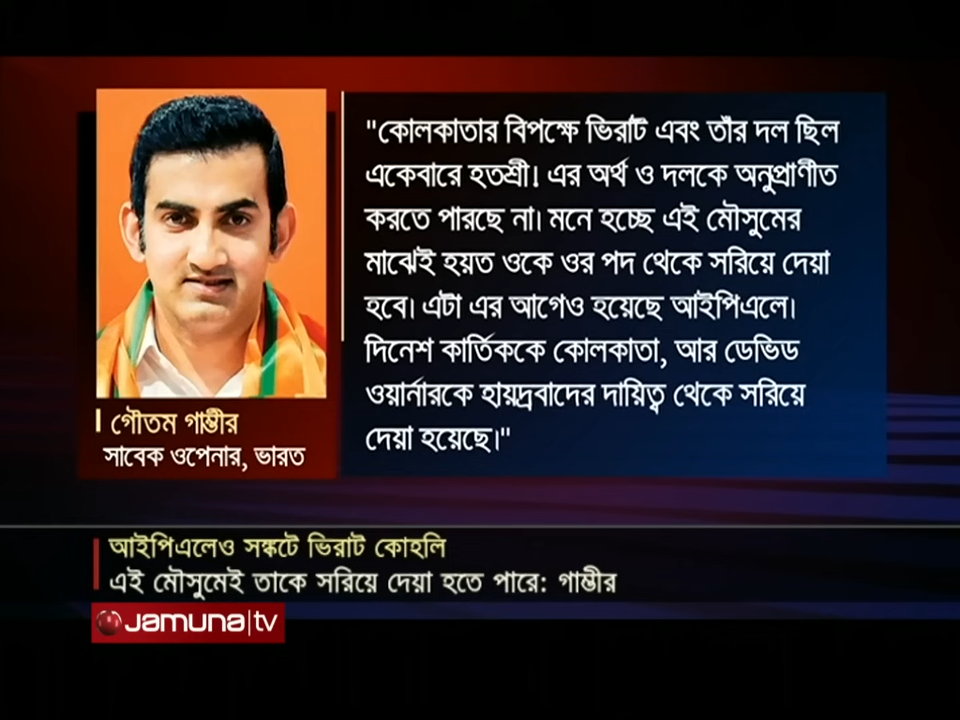 "কোলকাতার বিপক্ষে ভিরাট এবং তাঁর দল ছিল
একেবারে হতশ্রী! এর অর্থ ও দলকে অনুপ্রাণীত
করতে পারছে না। মনে হচ্ছে এই মৌসুমের
মাঝেই হয়ত ওকে ওর পদ থেকে সরিয়ে দেয়া
হবে। এটা এর আগেও হয়েছে আইপিএলে।
দিনেশ কার্তিককে কোলকাতা, আর ডেভিড
ওয়ার্নারকে হায়দ্রবাদের দায়িত্ব থেকে সরিয়ে
দেয়া হয়েছে।"
গৌতম গাম্ভীর
সাবেক ওপেনার, ভারত
আইপিএলেও সঙ্কটে ভিরাট কোহলি
এই মৌসুমেই তাকে সরিয়ে দেয়া হতে পারে: গাম্ভীর
Jamuna|tv